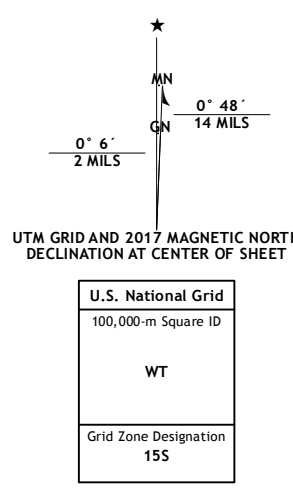 ★
MN
0° 48´
GN
14 MILS
0° 6´
2 MILS
UTM GRID AND 2017 MAGNETIC NORT
DECLINATION AT CENTER OF SHEET
U.S. National Grid
100,000-m Square ID
WT
Grid Zone Designation
15S